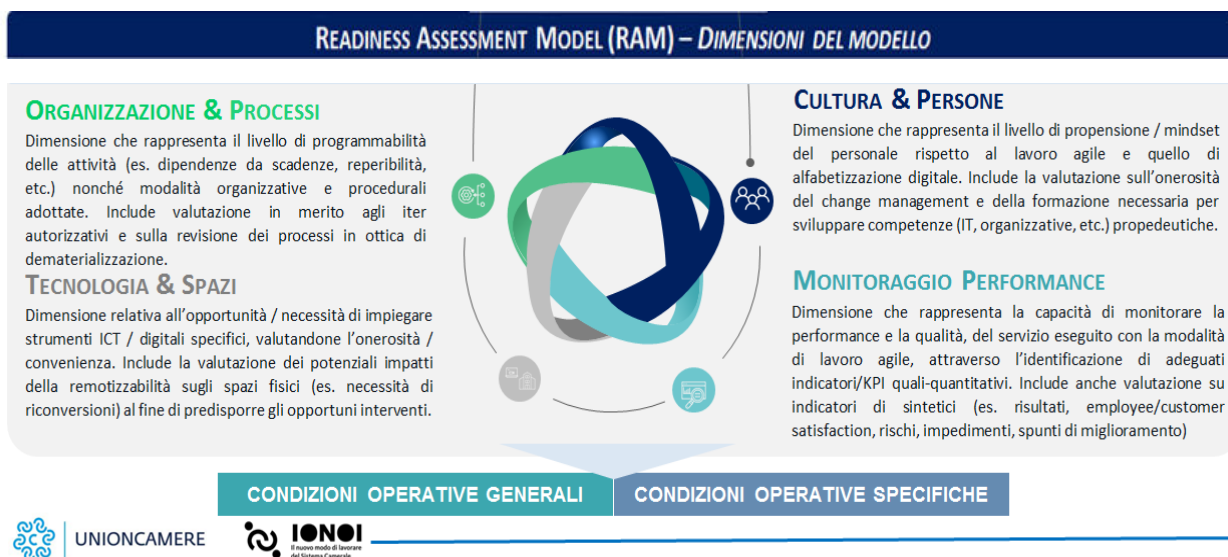 READINESS ASSESSMENT MODEL (RAM) – DIMENSIONI DEL MODELLO
ORGANIZZAZIONE & PROCESSI
Dimensione che rappresenta il livello di programmabilità
delle attività (es. dipendenze da scadenze, reperibilità,
etc.) nonché modalità organizzative e procedurali
adottate. Include valutazione in merito agli iter
autorizzativi e sulla revisione dei processi in ottica di
dematerializzazione.
TECNOLOGIA & SPAZI
Dimensione relativa all'opportunità / necessità di impiegare
strumenti ICT / digitali specifici, valutandone l'onerosità /
convenienza. Include la valutazione dei potenziali impatti
della remotizzabilità sugli spazi fisici (es. necessità di
riconversioni) al fine di predisporre gli opportuni interventi.
CULTURA & PERSONE
Dimensione che rappresenta il livello di propensione / mindset
del personale rispetto al lavoro agile e quello di
alfabetizzazione digitale. Include la valutazione sull'onerosità
del change management e della formazione necessaria per
sviluppare competenze (IT, organizzative, etc.) propedeutiche.
MONITORAGGIO PERFORMANCE
Dimensione che rappresenta la capacità di monitorare la
performance e la qualità, del servizio eseguito con la modalità
di lavoro agile, attraverso l'identificazione di adeguati
indicatori/KPI quali-quantitativi. Include anche valutazione su
indicatori di sintetici (es. risultati, employee/customer
satisfaction, rischi, impedimenti, spunti di miglioramento)
CONDIZIONI OPERATIVE GENERALI
CONDIZIONI OPERATIVE SPECIFICHE
UNIONCAMERE
IONOI
Il nuovo modo di lavorare
del Sistema Camerale